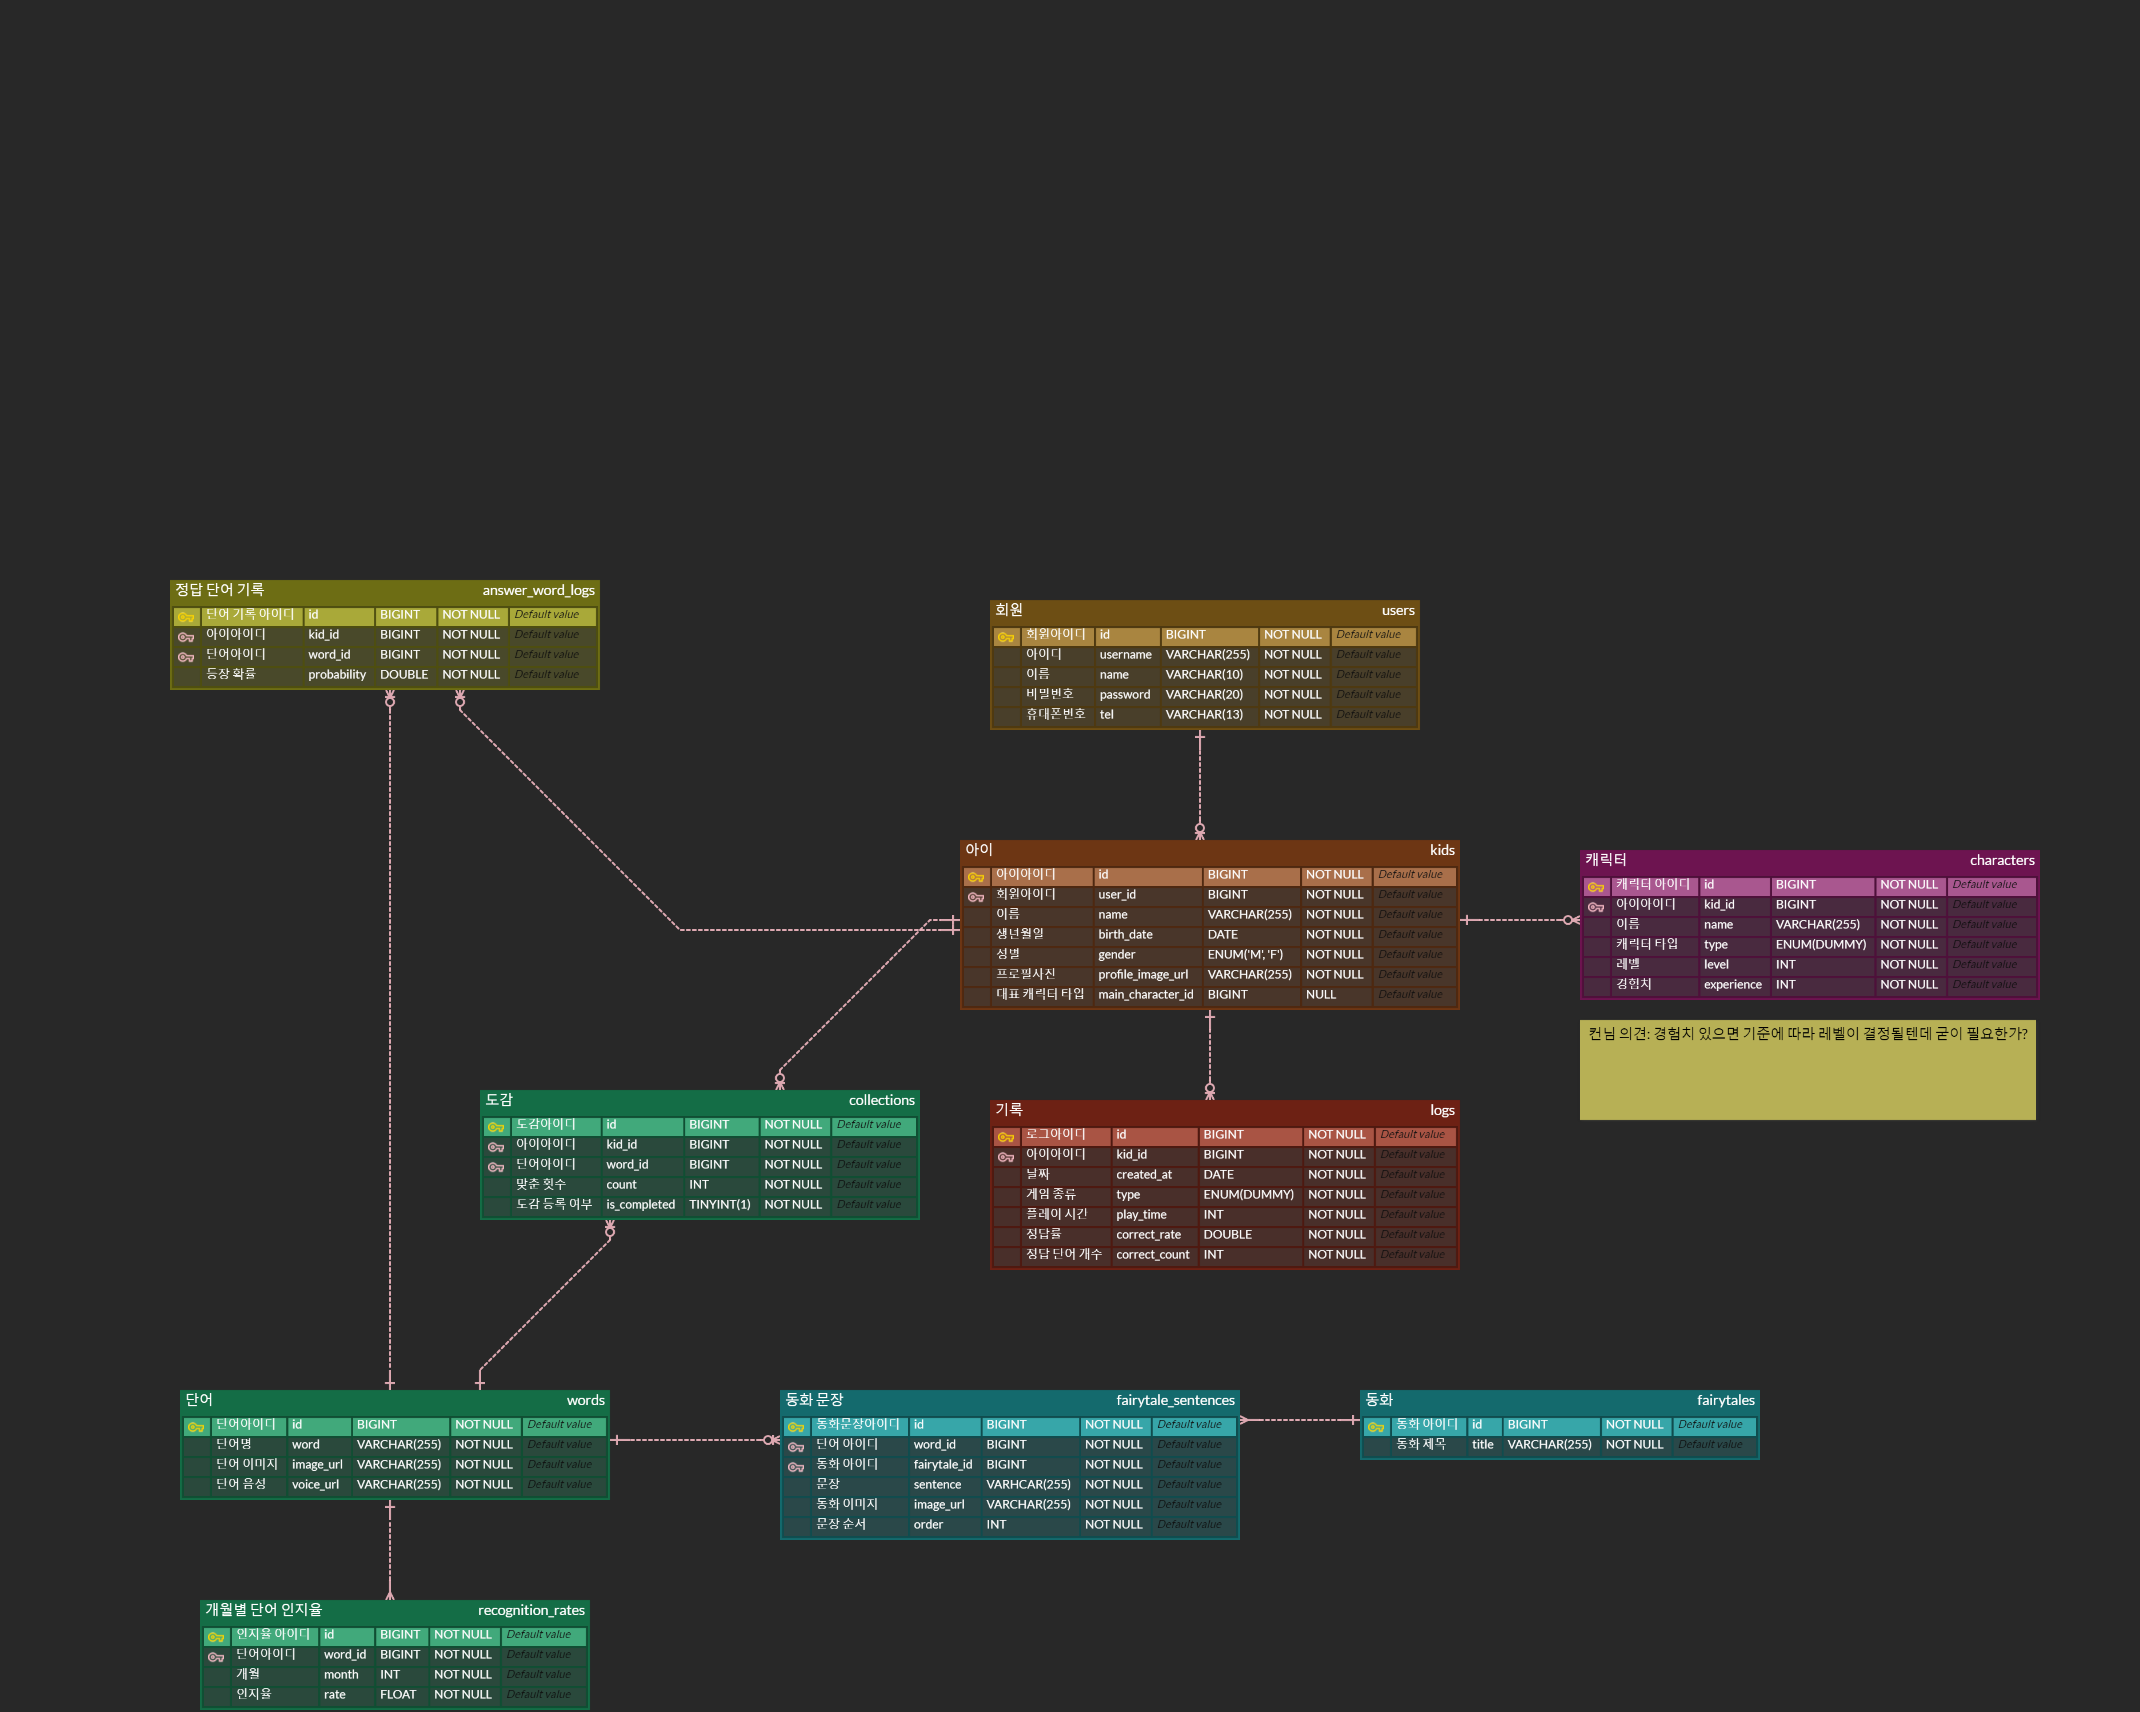 정답 단어 기록 answer_word_logs
단어 기록 아이디 id BIGINT NOT NULL Default value
아이아이디 kid_id BIGINT NOT NULL Default value
단어아이디 word_id BIGINT NOT NULL Default value
등장 확률 probability DOUBLE NOT NULL Default value
회원 users
회원아이디 id BIGINT NOT NULL Default value
아이디 username VARCHAR(255) NOT NULL Default value
이름 name VARCHAR(10) NOT NULL Default value
비밀번호 password VARCHAR(20) NOT NULL Default value
휴대폰번호 tel VARCHAR(13) NOT NULL Default value
아이 kids
아이아이디 id BIGINT NOT NULL Default value
회원아이디 user_id BIGINT NOT NULL Default value
이름 name VARCHAR(255) NOT NULL Default value
생년월일 birth_date DATE NOT NULL Default value
성별 gender ENUM('M', 'F') NOT NULL Default value
프로필사진 profile_image_url VARCHAR(255) NOT NULL Default value
대표 캐릭터 타입 main_character_id BIGINT NULL Default value
캐릭터 characters
캐릭터 아이디 id BIGINT NOT NULL Default value
아이아이디 kid_id BIGINT NOT NULL Default value
이름 name VARCHAR(255) NOT NULL Default value
캐릭터 타입 type ENUM(DUMMY) NOT NULL Default value
레벨 level INT NOT NULL Default value
경험치 experience INT NOT NULL Default value
컨님 의견: 경험치 있으면 기준에 따라 레벨이 결정될텐데 굳이 필요한가?
도감 collections
도감아이디 id BIGINT NOT NULL Default value
아이아이디 kid_id BIGINT NOT NULL Default value
단어아이디 word_id BIGINT NOT NULL Default value
맞춘 횟수 count INT NOT NULL Default value
도감 등록 여부 is_completed TINYINT(1) NOT NULL Default value
기록 logs
로그아이디 id BIGINT NOT NULL Default value
아이아이디 kid_id BIGINT NOT NULL Default value
날짜 created_at DATE NOT NULL Default value
게임 종류 type ENUM(DUMMY) NOT NULL Default value
플레이 시간 play_time INT NOT NULL Default value
정답률 correct_rate DOUBLE NOT NULL Default value
정답 단어 개수 correct_count INT NOT NULL Default value
단어 words
단어아이디 id BIGINT NOT NULL Default value
단어명 word VARCHAR(255) NOT NULL Default value
단어 이미지 image_url VARCHAR(255) NOT NULL Default value
단어 음성 voice_url VARCHAR(255) NOT NULL Default value
동화 문장 fairytale_sentences
동화문장아이디 id BIGINT NOT NULL Default value
단어 아이디 word_id BIGINT NOT NULL Default value
동화 아이디 fairytale_id BIGINT NOT NULL Default value
문장 sentence VARHCAR(255) NOT NULL Default value
동화 이미지 image_url VARCHAR(255) NOT NULL Default value
문장 순서 order INT NOT NULL Default value
동화 fairytales
동화 아이디 id BIGINT NOT NULL Default value
동화 제목 title VARCHAR(255) NOT NULL Default value
개월별 단어 인지율 recognition_rates
인지율 아이디 id BIGINT NOT NULL Default value
단어아이디 word_id BIGINT NOT NULL Default value
개월 month INT NOT NULL Default value
인지율 rate FLOAT NOT NULL Default value